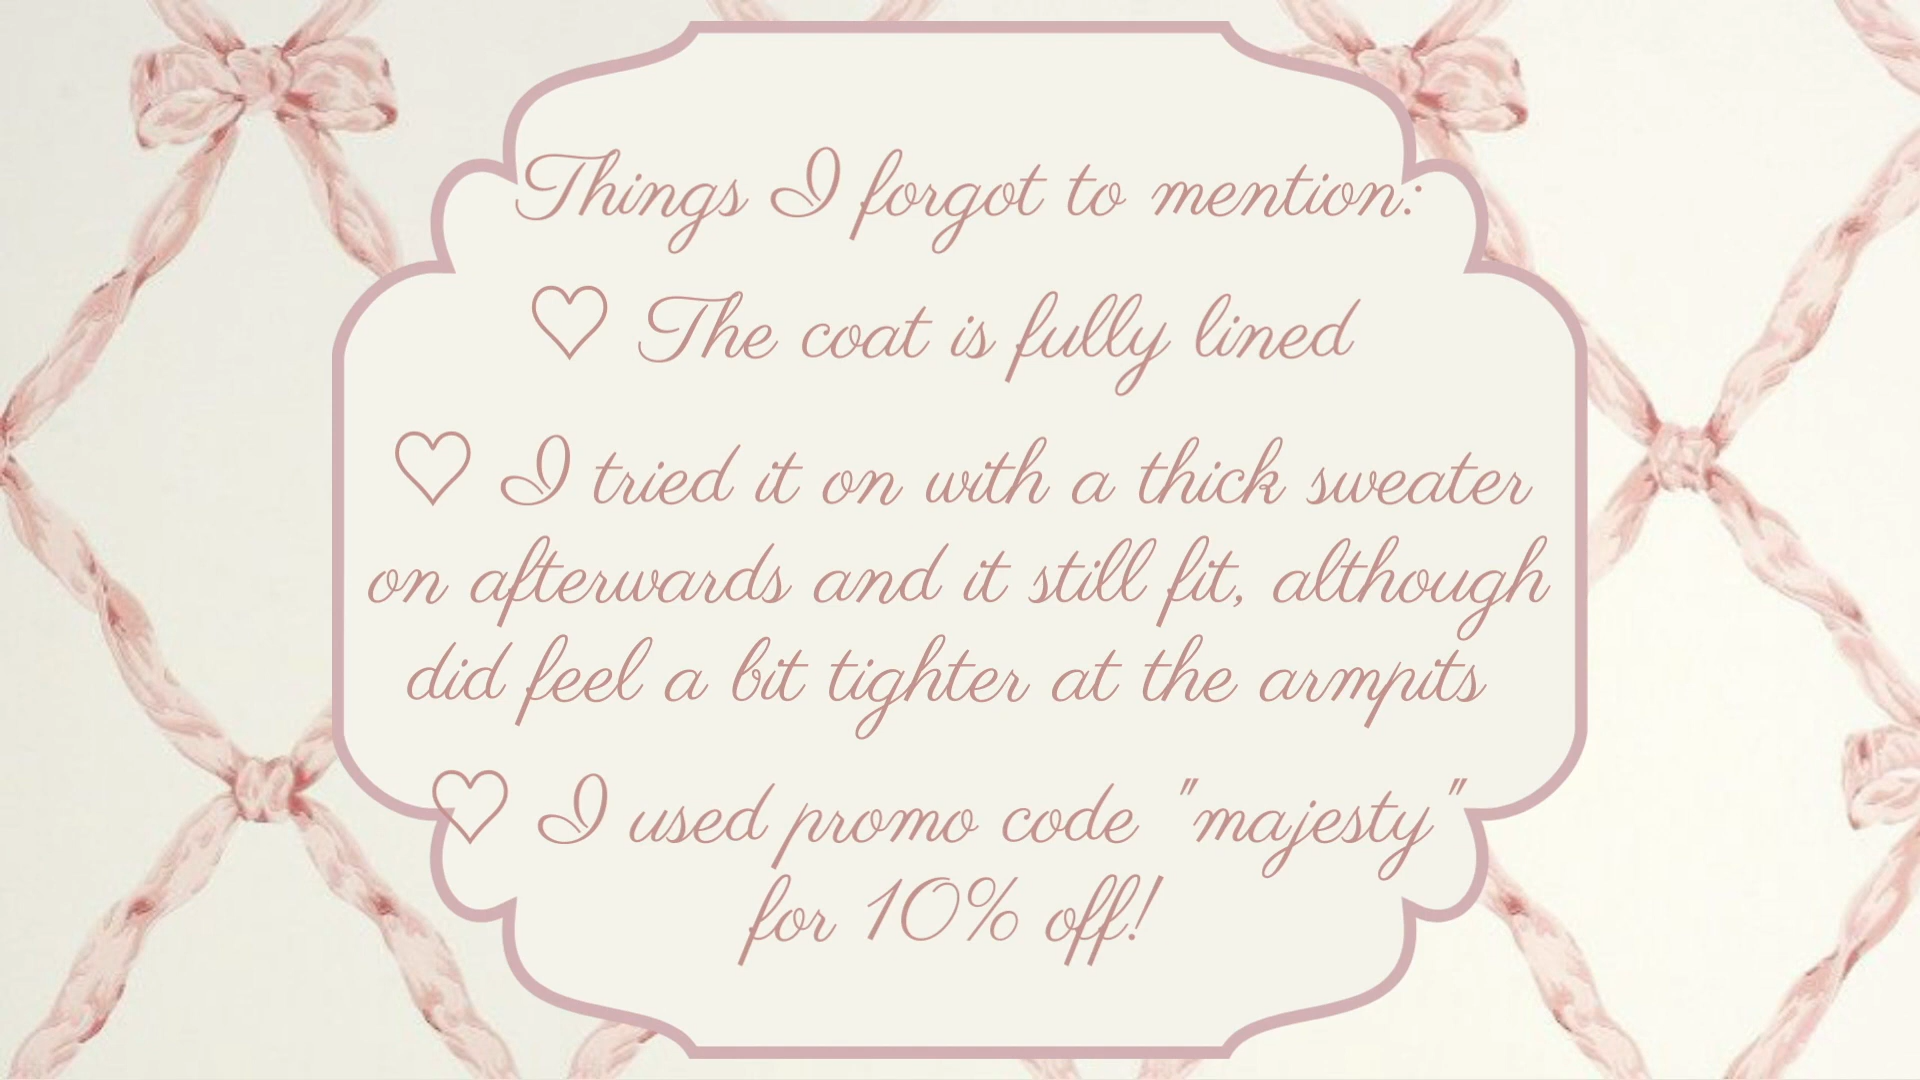 Things I forgot to mention:
♡ The coat is fully lined
♡ I tried it on with a thick sweater
on afterwards and it still fit, although
did feel a bit tighter at the armpits
♡ I used promo code "majesty"
for 10% off!